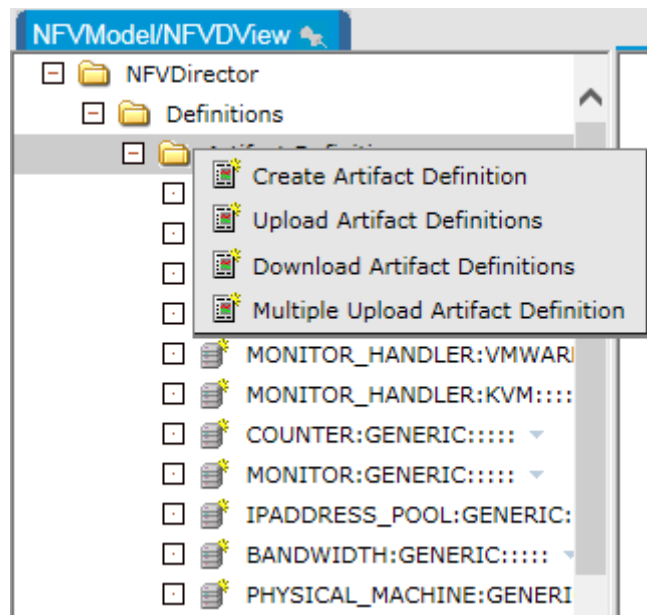 NFVModel/NFVDView
NFVDirector
Definitions
Create Artifact Definition
Upload Artifact Definitions
Download Artifact Definitions
Multiple Upload Artifact Definition
MONITOR_HANDLER:VMWAR
MONITOR_HANDLER:KVM::::
COUNTER:GENERIC:::::
MONITOR:GENERIC:::::
IPADDRESS_POOL:GENERIC:
BANDWIDTH:GENERIC:::::
PHYSICAL_MACHINE:GENERI